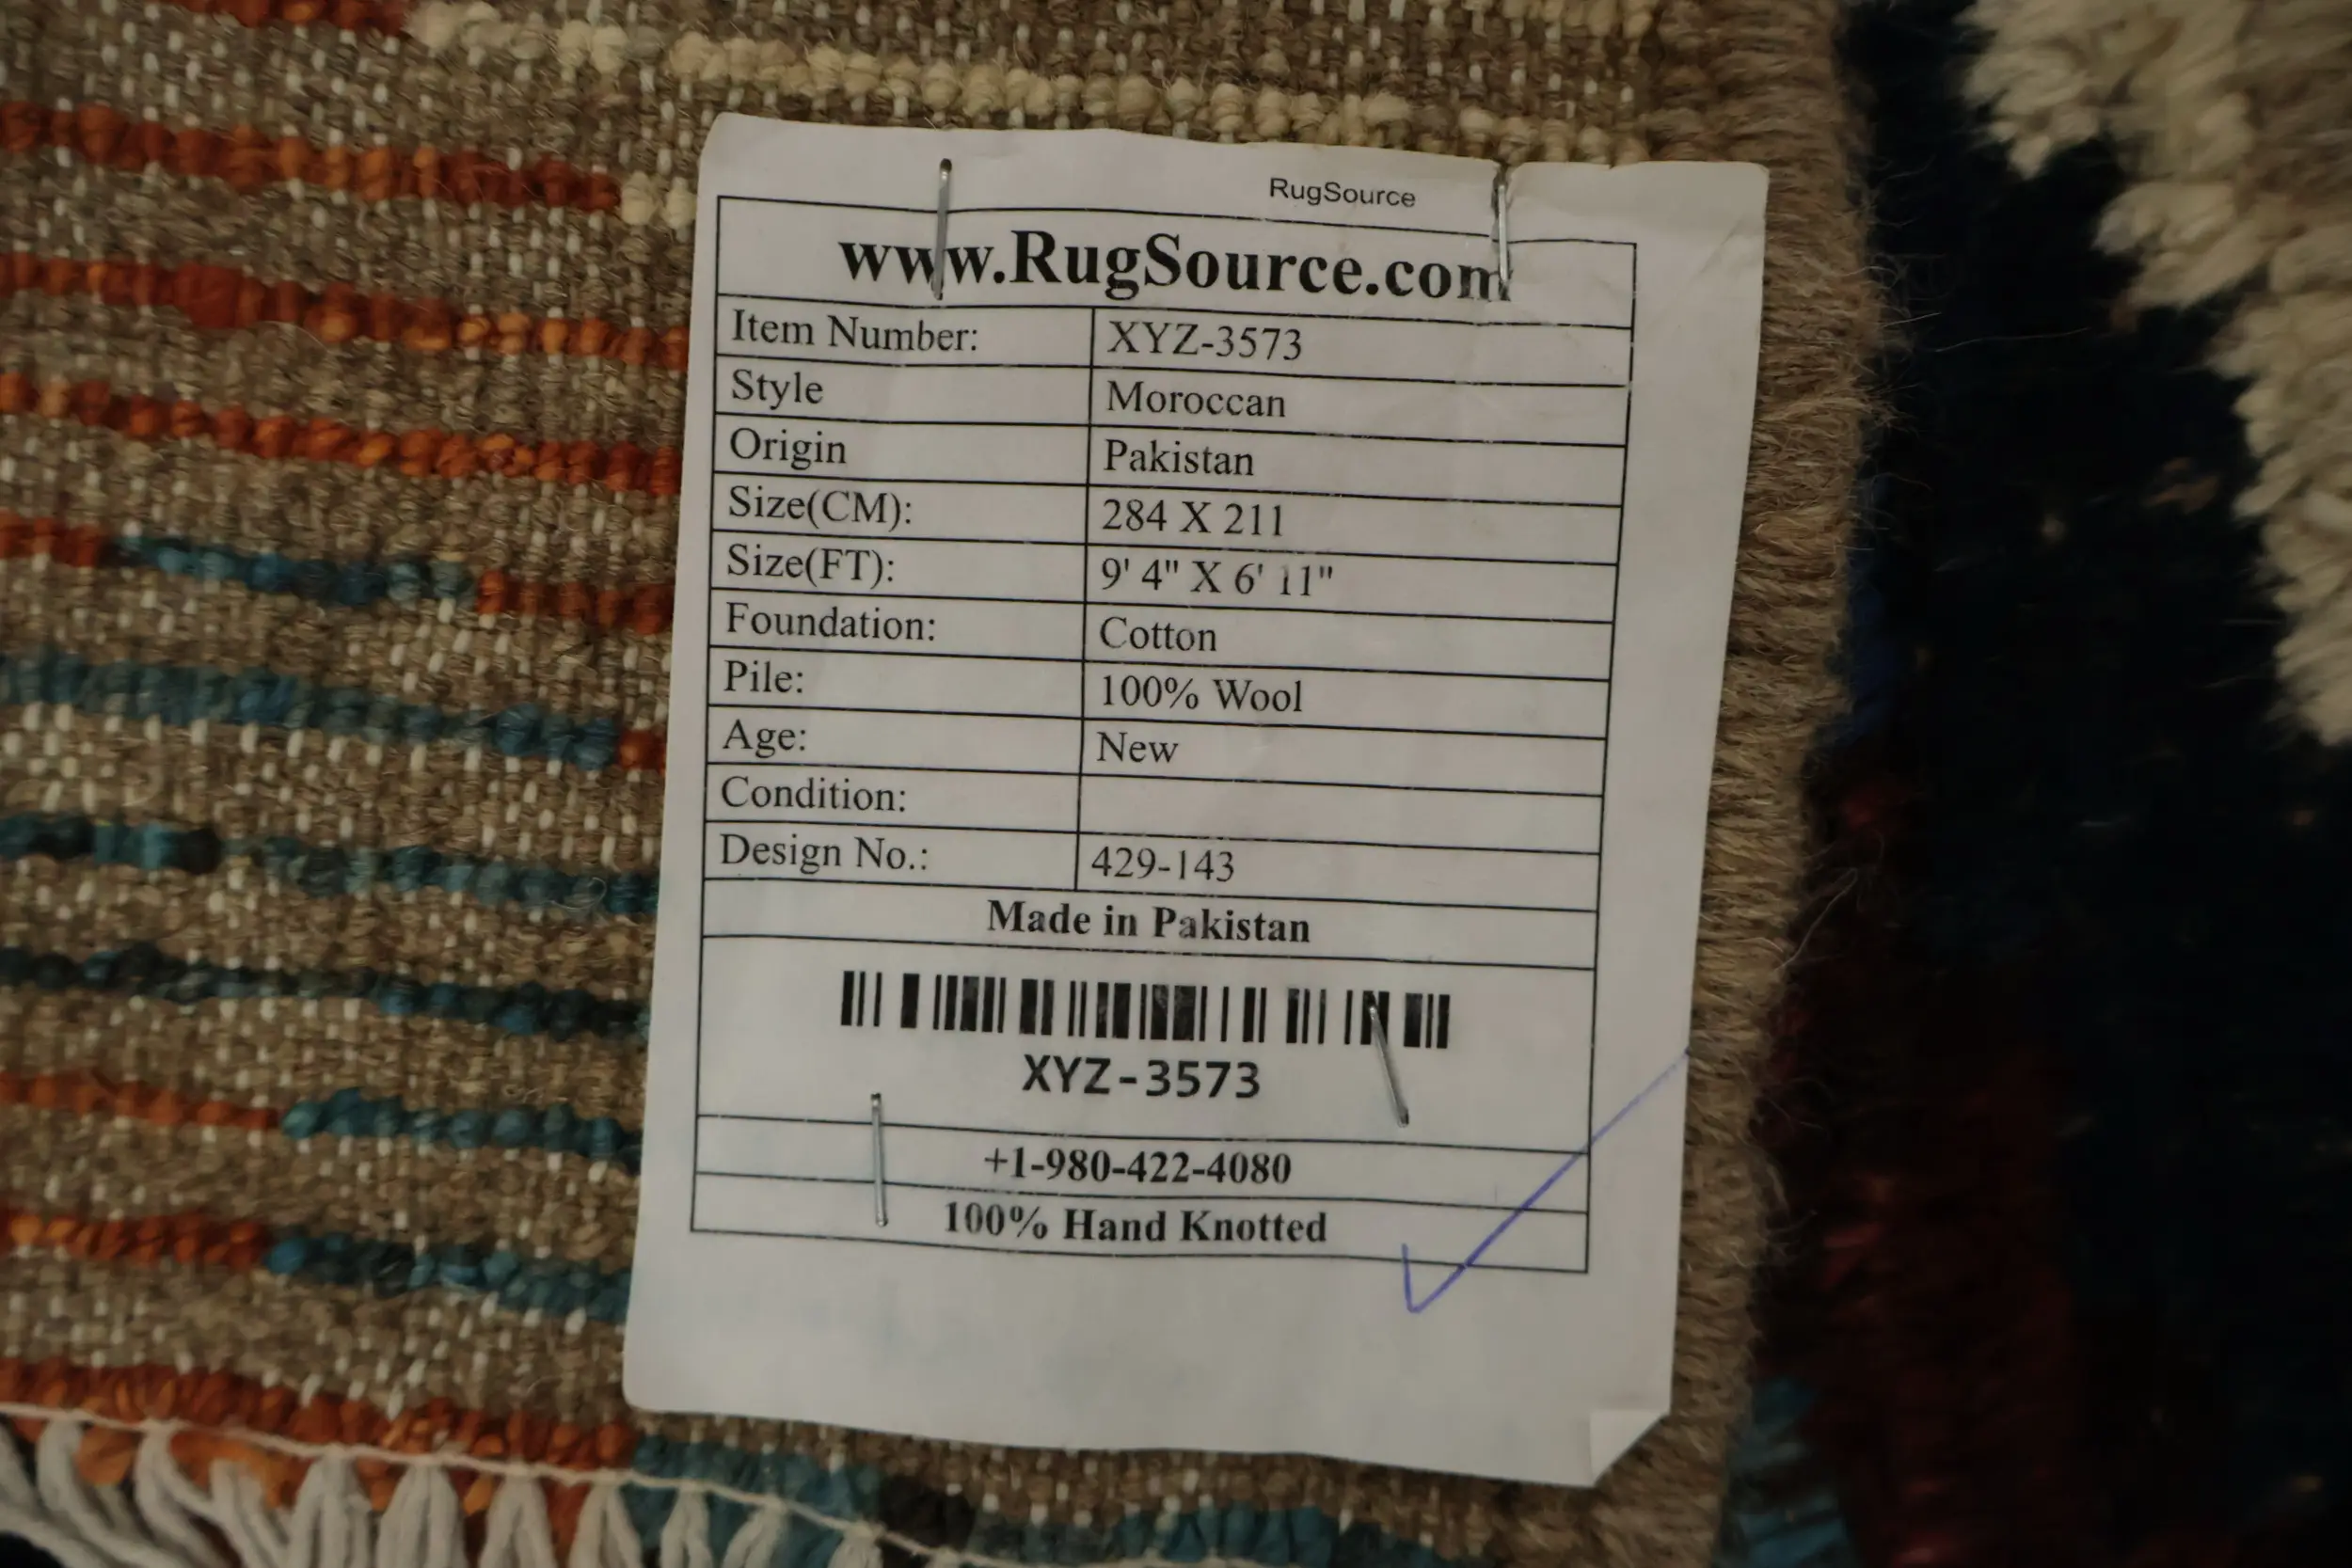 RugSource
www.RugSource.com
Item Number: XYZ-3573
Style Moroccan
Origin Pakistan
Size(CM): 284 X 211
Size(FT): 9' 4" X 6' 11"
Foundation: Cotton
Pile: 100% Wool
Age: New
Condition:
Design No.: 429-143
Made in Pakistan
XYZ-3573
+1-980-422-4080
100% Hand Knotted